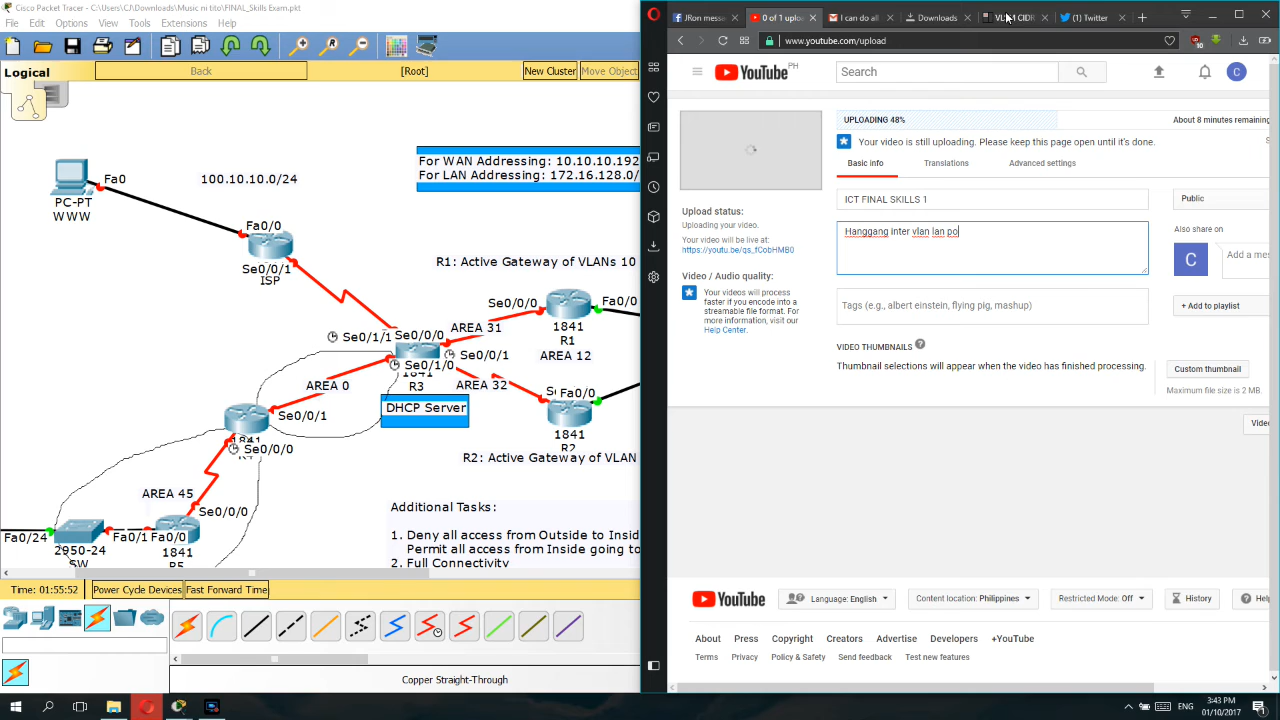 Cisco Packet Tracer - C:\Users\CJ\Downloads\Music ni tito\FINAL_Skills Exam.pkt
File Edit Options View Tools Extensions Help
Logical
Back
[Root]
New Cluster
Move Object
For WAN Addressing: 10.10.10.192
For LAN Addressing: 172.16.128.0/
100.10.10.0/24
Fa0
PC-PT
WWW
Fa0/0
Se0/0/1
ISP
R1: Active Gateway of VLANs 10
Se0/0/0
Fa0/0
AREA 31
1841
R1
AREA 12
Se0/1/1
Se0/0/0
Se0/0/1
Se0/1/0
1841
R3
AREA 32
Fa0/0
1841
R2
AREA 0
DHCP Server
Se0/0/1
1841
Se0/0/0
R2: Active Gateway of VLAN
AREA 45
Se0/0/0
Fa0/24
Fa0/1
Fa0/0
2950-24
SW
1841
R5
Additional Tasks:
1. Deny all access from Outside to Insid
Permit all access from Inside going to
2. Full Connectivity
Time: 01:55:52
Power Cycle Devices
Fast Forward Time
Copper Straight-Through
JRon messa
0 of 1 uploa
I can do all
Downloads
VLSM CIDR
(1) Twitter
www.youtube.com/upload
YouTube PH
Search
UPLOADING 48%
About 8 minutes remaining
Your video is still uploading. Please keep this page open until it's done.
Basic info
Translations
Advanced settings
ICT FINAL SKILLS 1
Public
Hanggang inter vlan lan po
C
Add a mess
Tags (e.g., albert einstein, flying pig, mashup)
+ Add to playlist
Upload status:
Uploading your video.
Your video will be live at:
https://youtu.be/qs_fCobHMB0
Video / Audio quality:
Your videos will process
faster if you encode into a
streamable file format. For
more information, visit our
Help Center.
VIDEO THUMBNAILS
Thumbnail selections will appear when the video has finished processing.
Custom thumbnail
Maximum file size is 2 MB.
Video
YouTube
Language: English
Content location: Philippines
Restricted Mode: Off
History
Help
About Press Copyright Creators Advertise Developers +YouTube
Terms Privacy Policy & Safety Send feedback Test new features
ENG
3:43 PM
01/10/2017